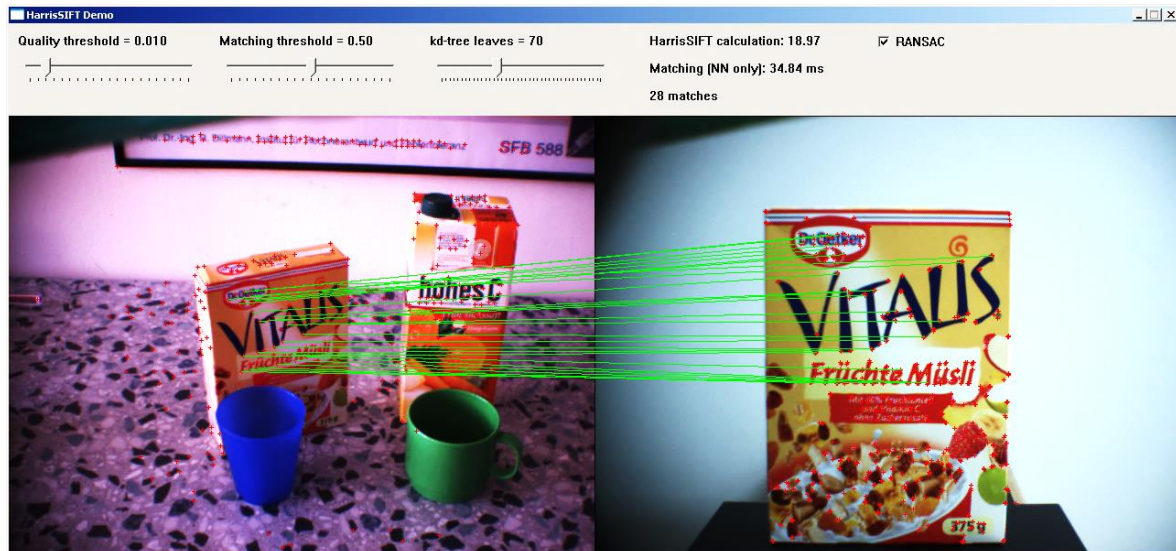 HarrisSIFT Demo
Quality threshold = 0.010
Matching threshold = 0.50
kd-tree leaves = 70
HarrisSIFT calculation: 18.97
RANSAC
Matching (NN only): 34.84 ms
28 matches
SFB 588
Dr.Oetker
VITALIS
Früchte Müsli
hohes C
Dr.Oetker
VITALIS
Früchte Müsli
ohne Zuckerzusatz
375 g